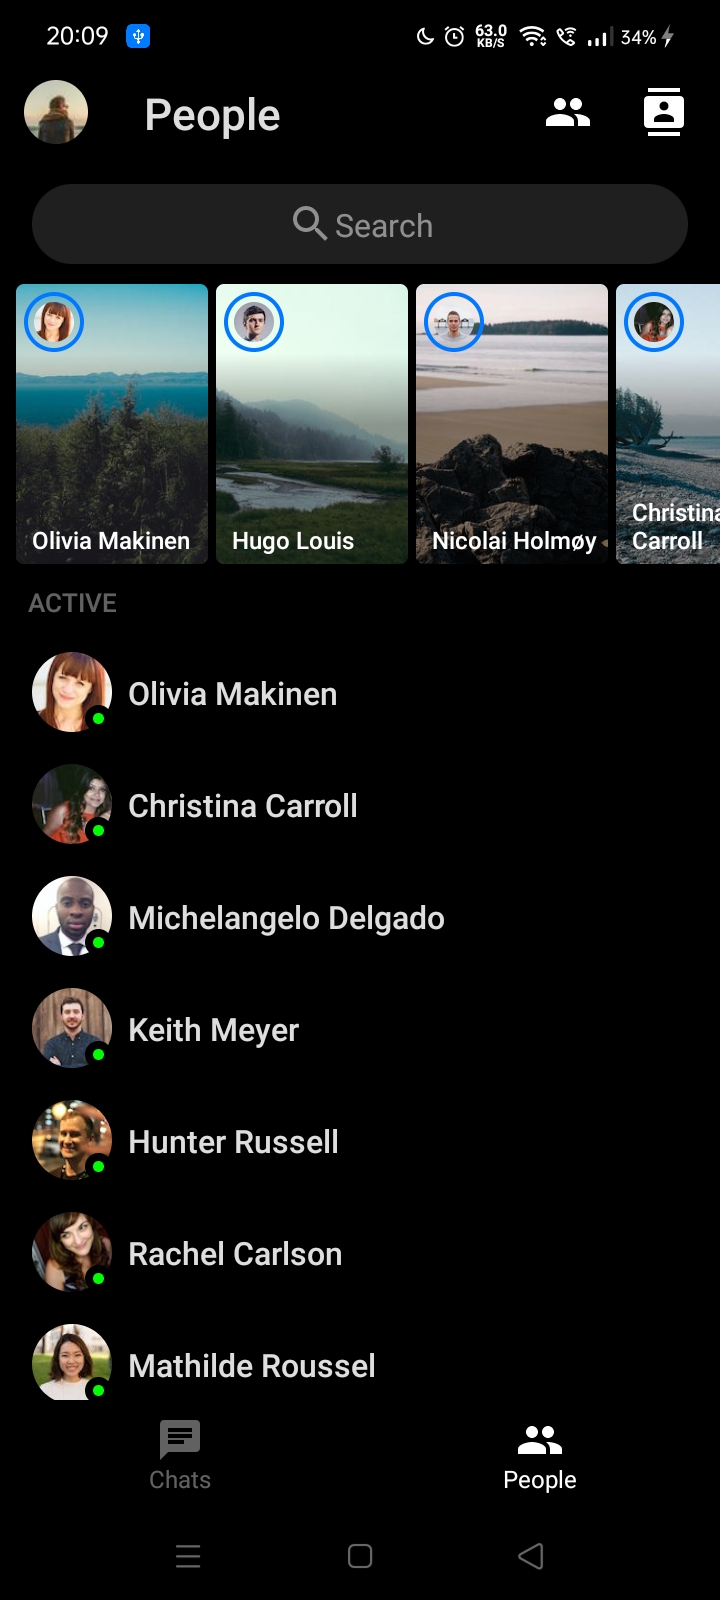 20:09
63.0
KB/S
34%
People
Search
Olivia Makinen
Hugo Louis
Nicolai Holmøy
Christina
Carroll
ACTIVE
Olivia Makinen
Christina Carroll
Michelangelo Delgado
Keith Meyer
Hunter Russell
Rachel Carlson
Mathilde Roussel
Chats
People